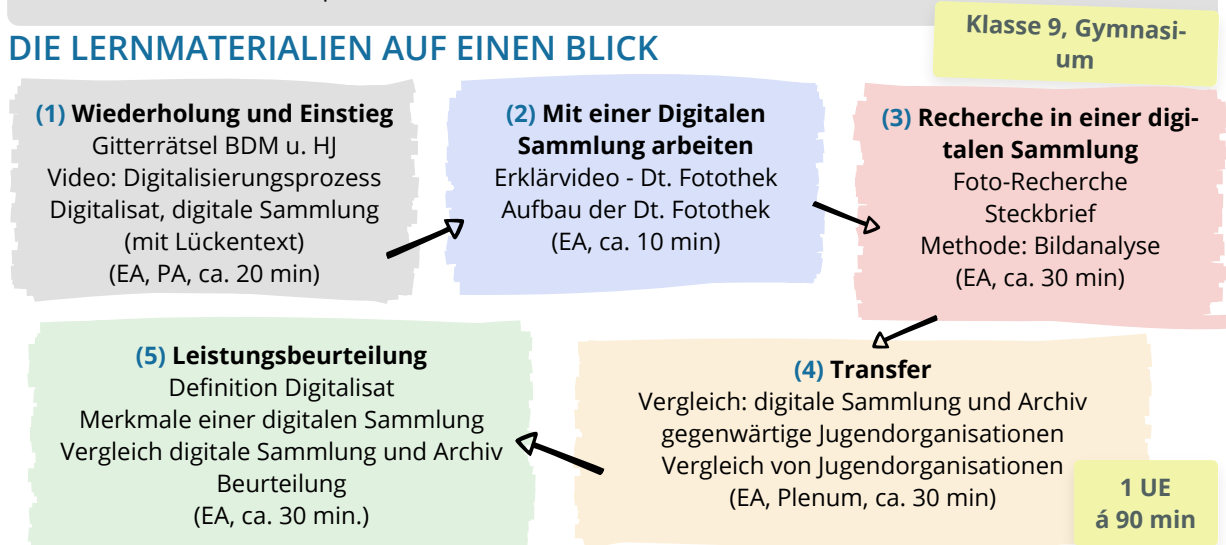 DIE LERNMATERIALIEN AUF EINEN BLICK
Klasse 9, Gymnasi-
um
(1) Wiederholung und Einstieg
Gitterrätsel BDM u. HJ
Video: Digitalisierungsprozess
Digitalisat, digitale Sammlung
(mit Lückentext)
(EA, PA, ca. 20 min)
(2) Mit einer Digitalen
Sammlung arbeiten
Erklärvideo - Dt. Fotothek
Aufbau der Dt. Fotothek
(EA, ca. 10 min)
(3) Recherche in einer digi-
talen Sammlung
Foto-Recherche
Steckbrief
Methode: Bildanalyse
(EA, ca. 30 min)
(4) Transfer
Vergleich: digitale Sammlung und Archiv
gegenwärtige Jugendorganisationen
Vergleich von Jugendorganisationen
(EA, Plenum, ca. 30 min)
1 UE
á 90 min
(5) Leistungsbeurteilung
Definition Digitalisat
Merkmale einer digitalen Sammlung
Vergleich digitale Sammlung und Archiv
Beurteilung
(EA, ca. 30 min.)